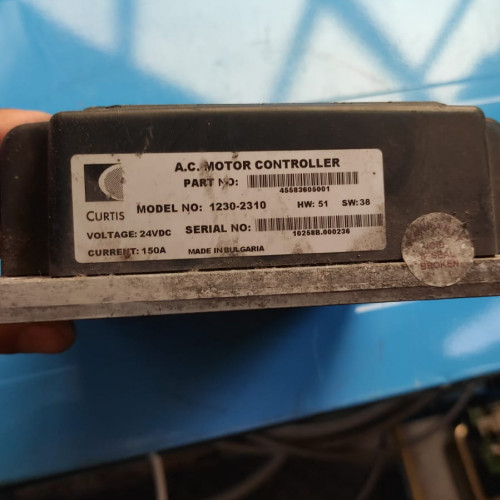 A.C. MOTOR CONTROLLER
PART NO:
45583605001
CURTIS
MODEL NO: 1230-2310 HW: 51 SW:38
VOLTAGE: 24VDC SERIAL NO:
10258B.000236
CURRENT: 150A MADE IN BULGARIA